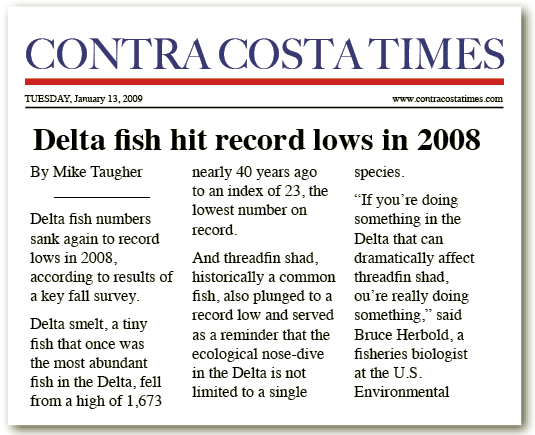 CONTRA COSTA TIMES
TUESDAY, January 13, 2009
www.contracostatimes.com
Delta fish hit record lows in 2008
By Mike Taugher
Delta fish numbers
sank again to record
lows in 2008,
according to results of
a key fall survey.
Delta smelt, a tiny
fish that once was
the most abundant
fish in the Delta, fell
from a high of 1,673
nearly 40 years ago
to an index of 23, the
lowest number on
record.
And threadfin shad,
historically a common
fish, also plunged to a
record low and served
as a reminder that the
ecological nose-dive
in the Delta is not
limited to a single
species.
“If you’re doing
something in the
Delta that can
dramatically affect
threadfin shad,
ou’re really doing
something,” said
Bruce Herbold, a
fisheries biologist
at the U.S.
Environmental